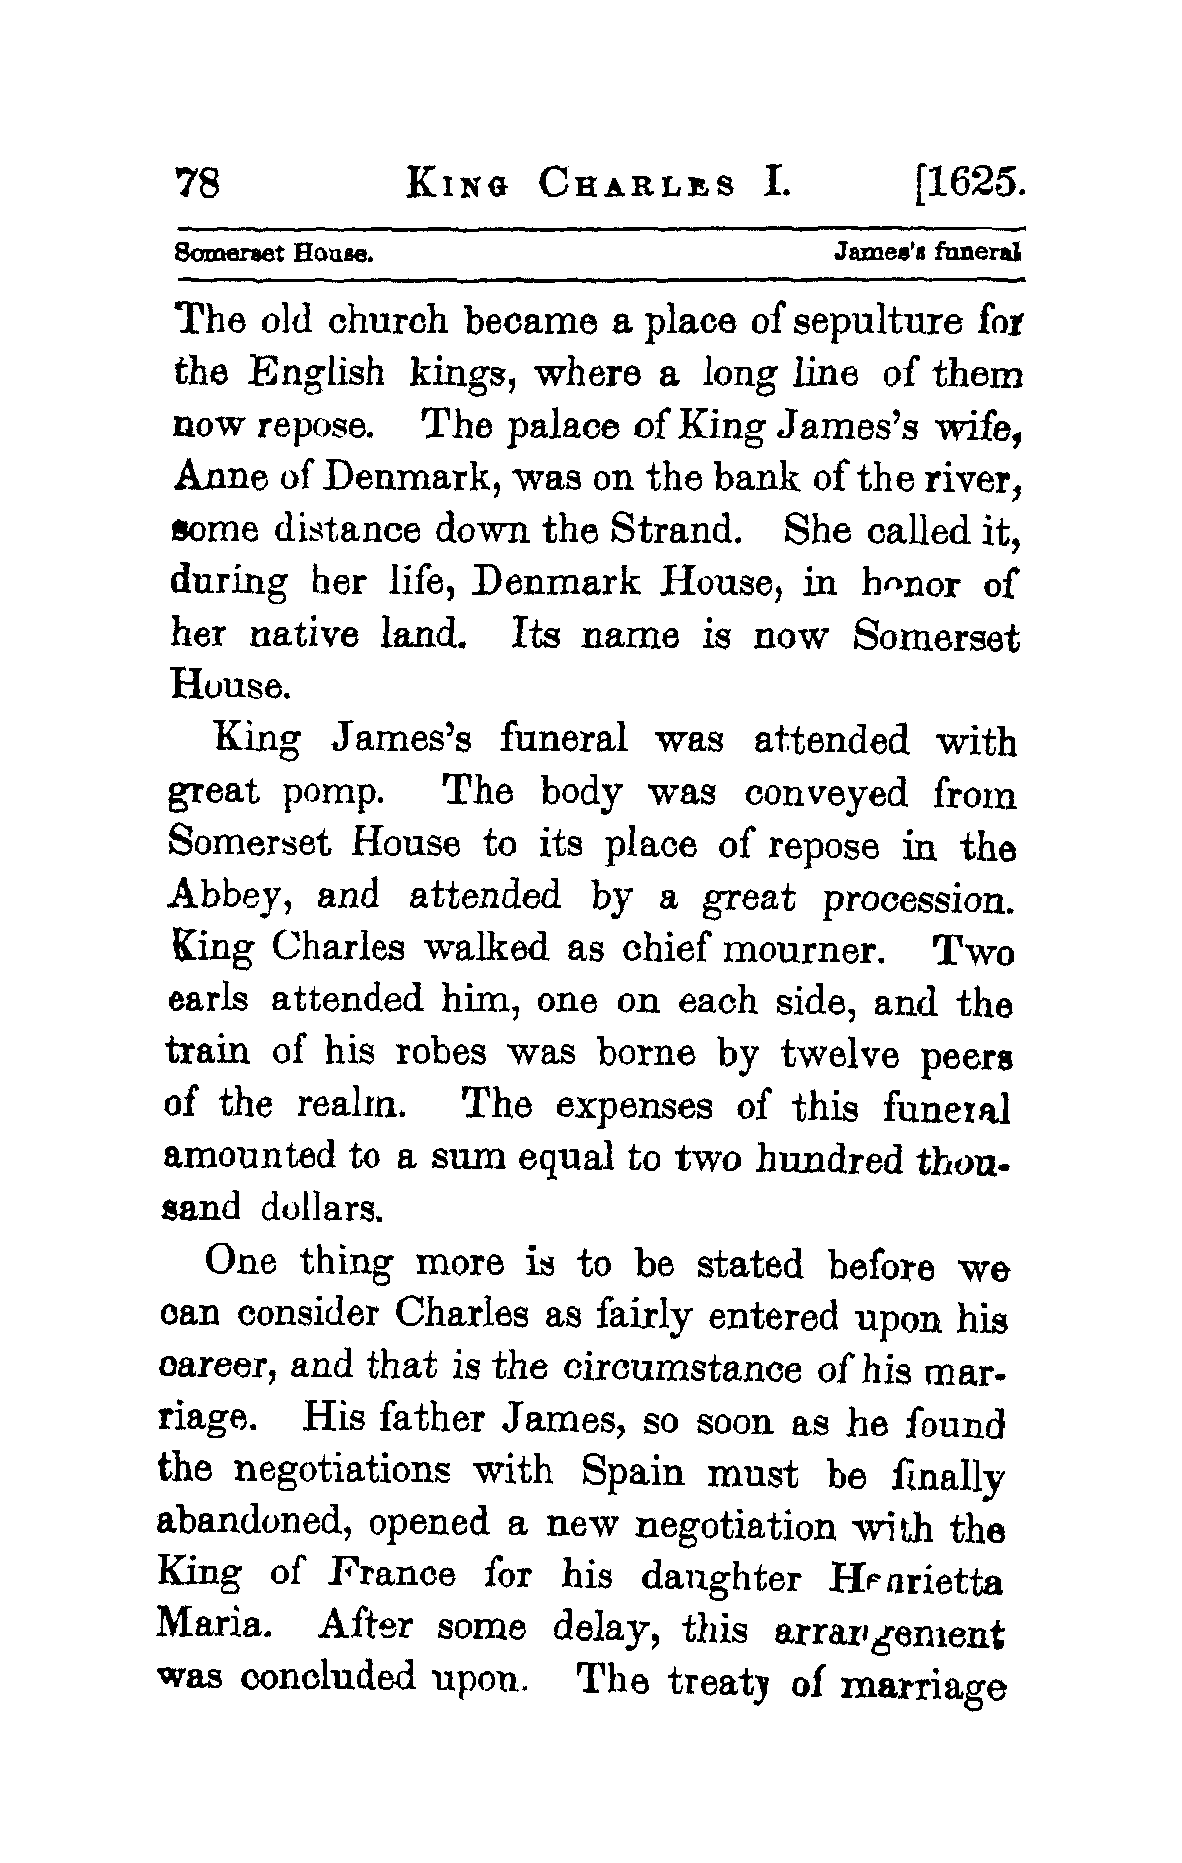 78 KING CHARLES I. [1625.
Somerset House. James's funeral
The old church became a place of sepulture for
the English kings, where a long line of them
now repose. The palace of King James's wife,
Anne of Denmark, was on the bank of the river,
some distance down the Strand. She called it,
during her life, Denmark House, in honor of
her native land. Its name is now Somerset
House.
King James's funeral was attended with
great pomp. The body was conveyed from
Somerset House to its place of repose in the
Abbey, and attended by a great procession.
King Charles walked as chief mourner. Two
earls attended him, one on each side, and the
train of his robes was borne by twelve peers
of the realm. The expenses of this funeral
amounted to a sum equal to two hundred thou-
sand dollars.
One thing more is to be stated before we
can consider Charles as fairly entered upon his
career, and that is the circumstance of his mar-
riage. His father James, so soon as he found
the negotiations with Spain must be finally
abandoned, opened a new negotiation with the
King of France for his daughter Henrietta
Maria. After some delay, this arrangement
was concluded upon. The treaty of marriage